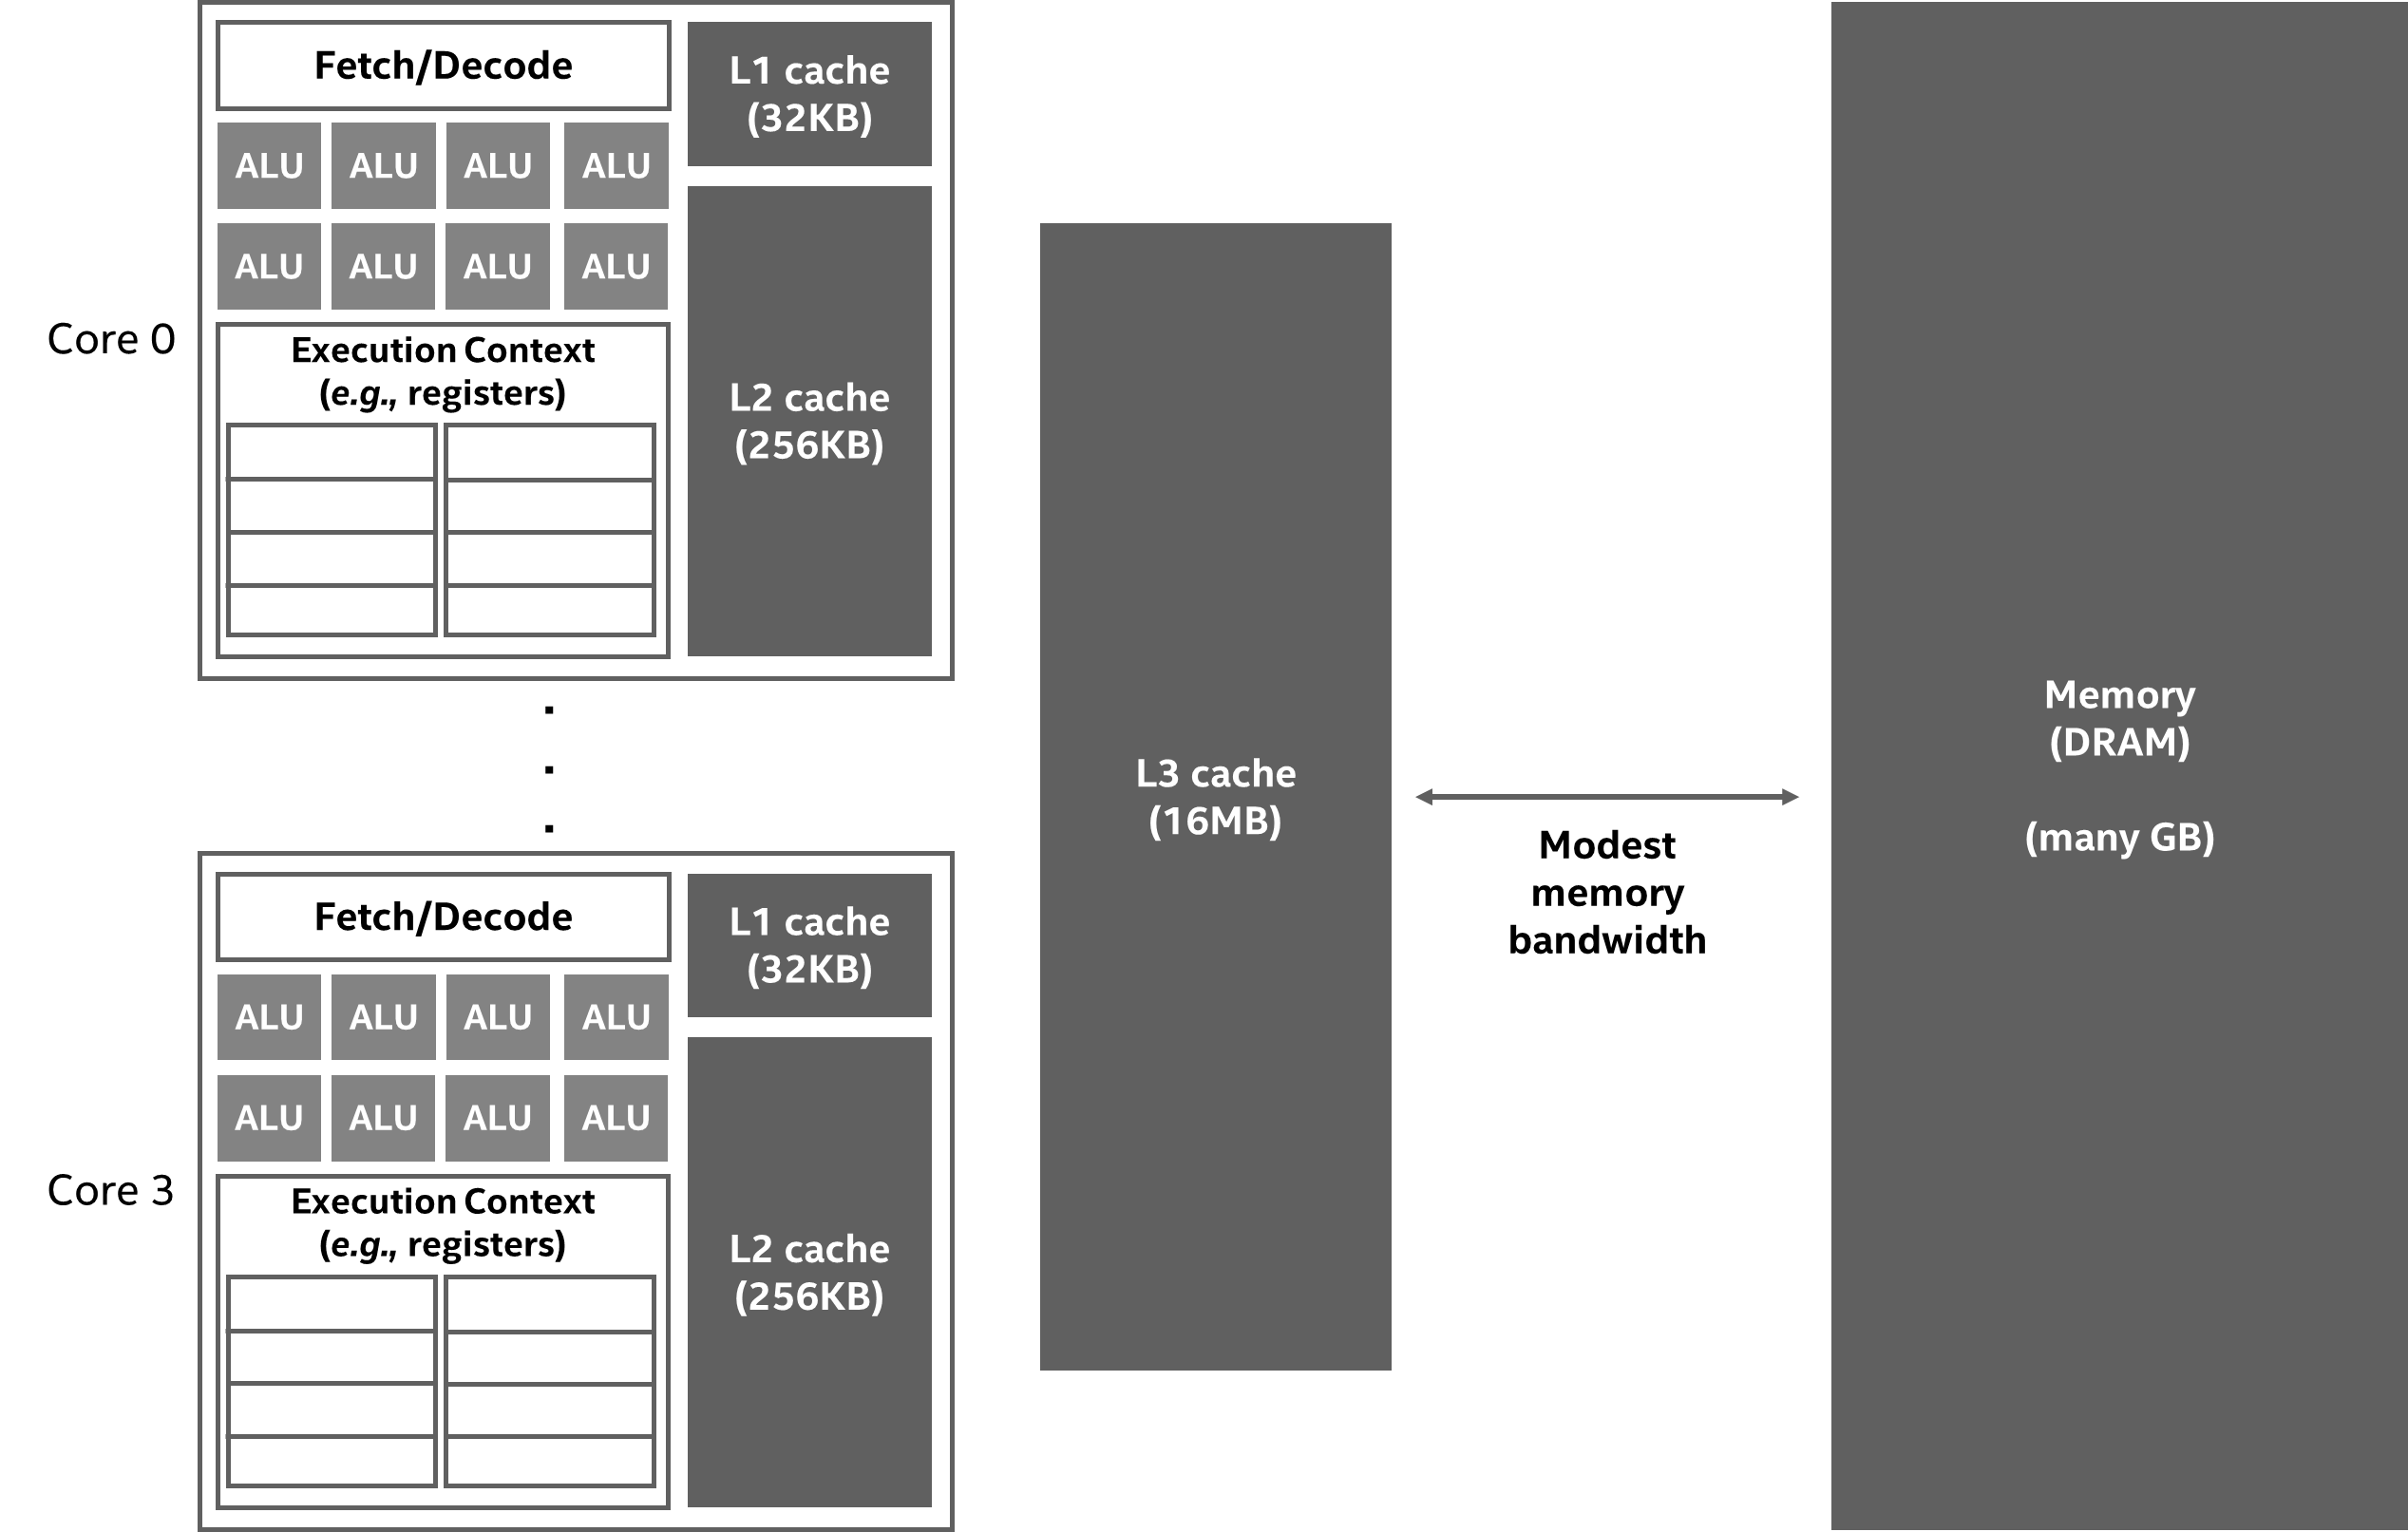 Core 0
Fetch/Decode
ALU ALU ALU ALU
ALU ALU ALU ALU
Execution Context
(e.g., registers)
L1 cache
(32KB)
L2 cache
(256KB)
.
.
.
Core 3
Fetch/Decode
ALU ALU ALU ALU
ALU ALU ALU ALU
Execution Context
(e.g., registers)
L1 cache
(32KB)
L2 cache
(256KB)
L3 cache
(16MB)
Modest
memory
bandwidth
Memory
(DRAM)
(many GB)